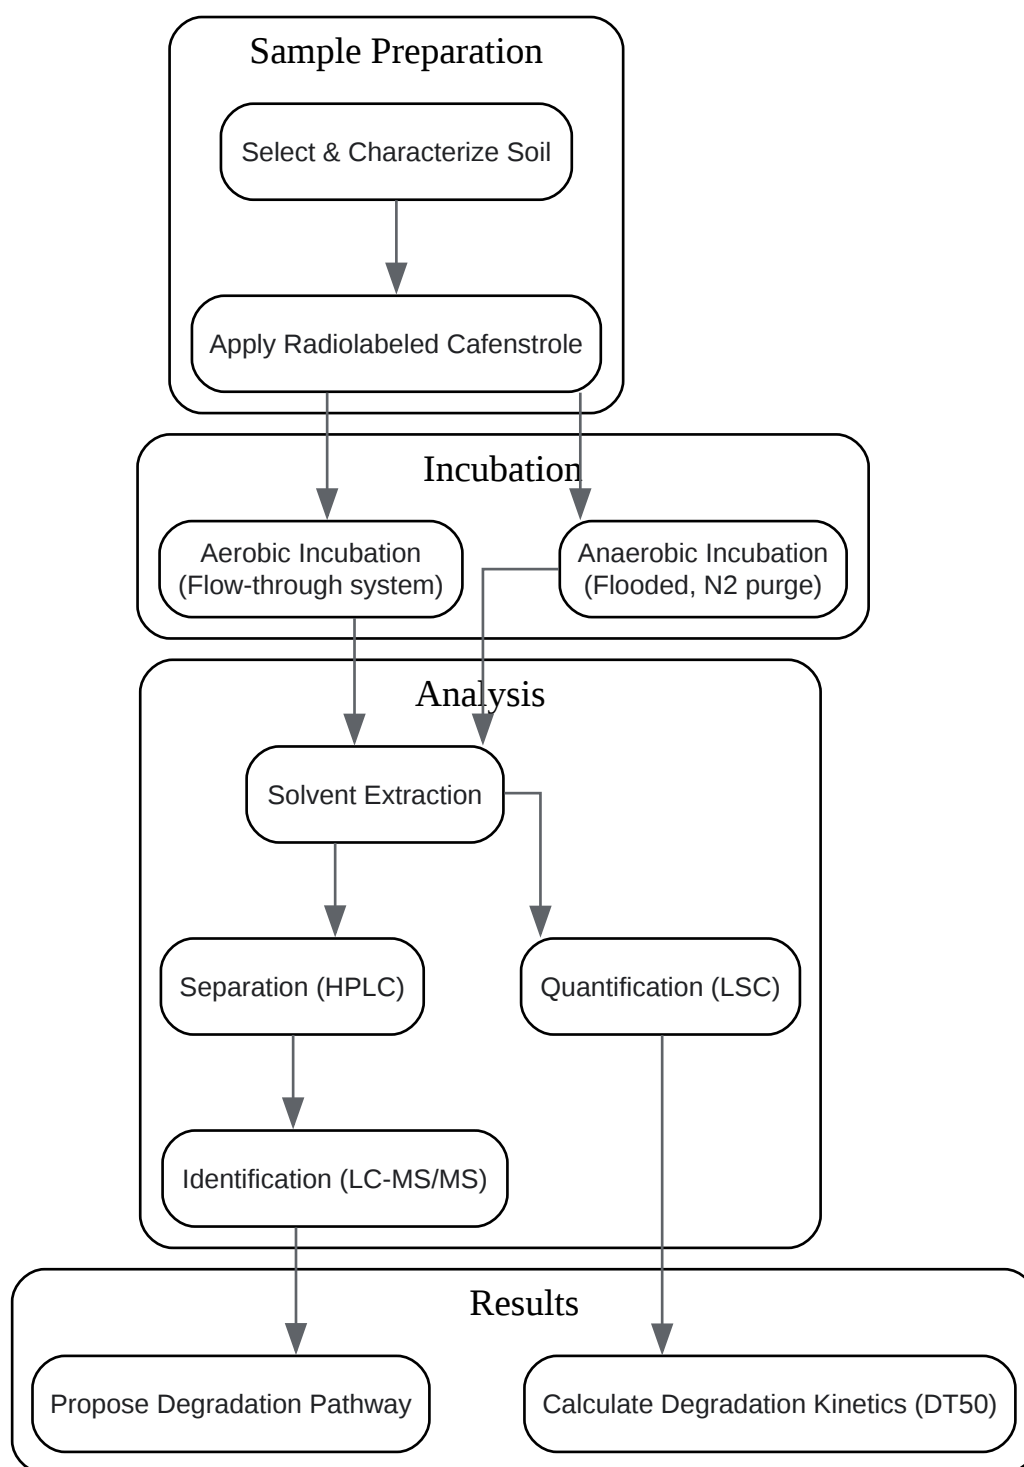 Sample Preparation
Select & Characterize Soil
Apply Radiolabeled Cafenstrole
Incubation
Aerobic Incubation
(Flow-through system)
Anaerobic Incubation
(Flooded, N2 purge)
Analysis
Solvent Extraction
Separation (HPLC)
Quantification (LSC)
Identification (LC-MS/MS)
Results
Propose Degradation Pathway
Calculate Degradation Kinetics (DT50)